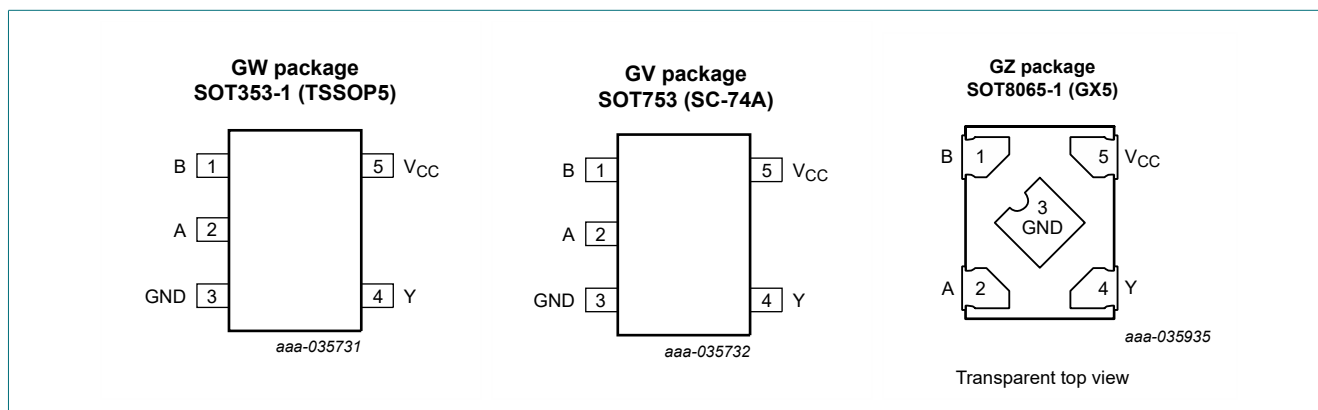 GW package
SOT353-1 (TSSOP5)
B 1
5 VCC
A 2
GND 3
4 Y
aaa-035731
GV package
SOT753 (SC-74A)
B 1
5 VCC
A 2
GND 3
4 Y
aaa-035732
GZ package
SOT8065-1 (GX5)
B 1
5 VCC
3
GND
A 2
4 Y
aaa-035935
Transparent top view